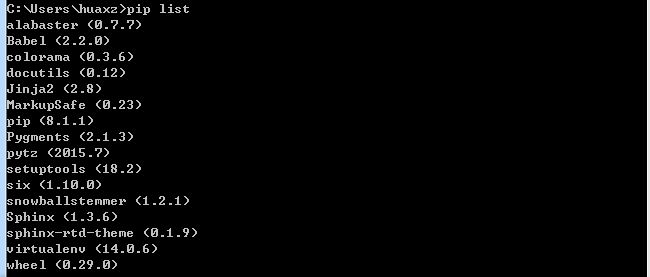 C:\Users\huaxz>pip list
alabaster (0.7.7)
Babel (2.2.0)
colorama (0.3.6)
docutils (0.12)
Jinja2 (2.8)
MarkupSafe (0.23)
pip (8.1.1)
Pygments (2.1.3)
pytz (2015.7)
setuptools (18.2)
six (1.10.0)
snowballstemmer (1.2.1)
Sphinx (1.3.6)
sphinx-rtd-theme (0.1.9)
virtualenv (14.0.6)
wheel (0.29.0)